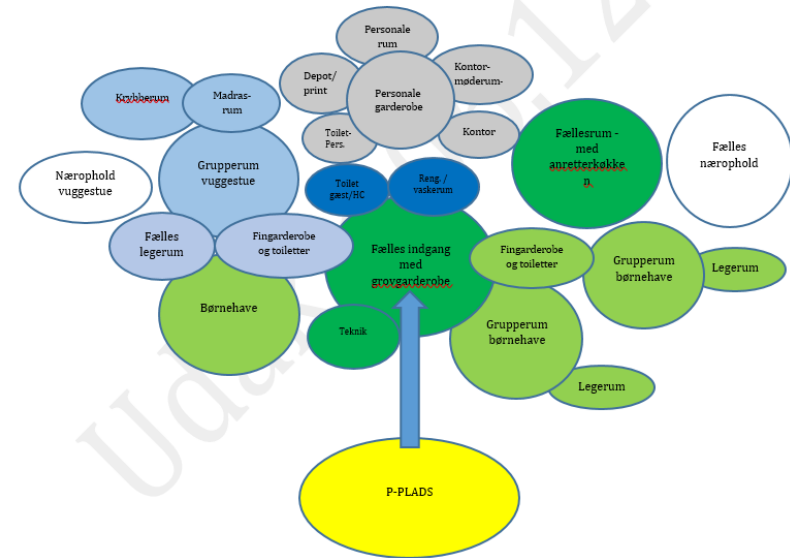 Personale
rum
Depot/
print
Personale
garderobe
Kontor-
møderum-
Krybberum
Madras-
rum
Toilet-
Pers.
Kontor
Fællesrum -
med
anretterkøkke
n.
Fælles
nærophold
Nærophold
vuggestue
Grupperum
vuggestue
Toilet
gæst/HC
Reng./
vaskerum
Fælles
legerum
Fingarderobe
og toiletter
Fælles indgang
med
grovgarderobe
Fingarderobe
og toiletter
Grupperum
børnehave
Legerum
Børnehave
Teknik
Grupperum
børnehave
Legerum
P-PLADS